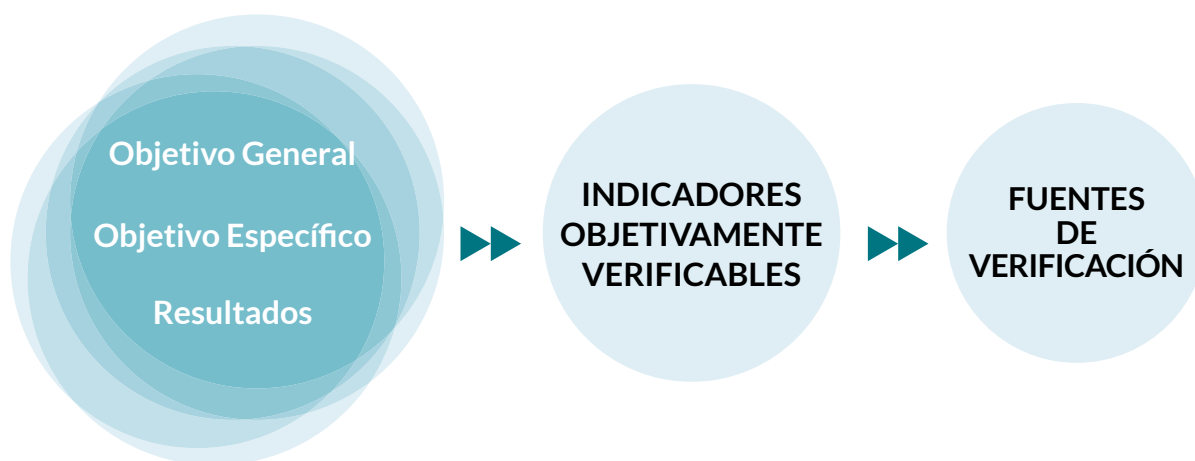 Objetivo General
Objetivo Específico
Resultados
INDICADORES
OBJETIVAMENTE
VERIFICABLES
FUENTES
DE
VERIFICACIÓN